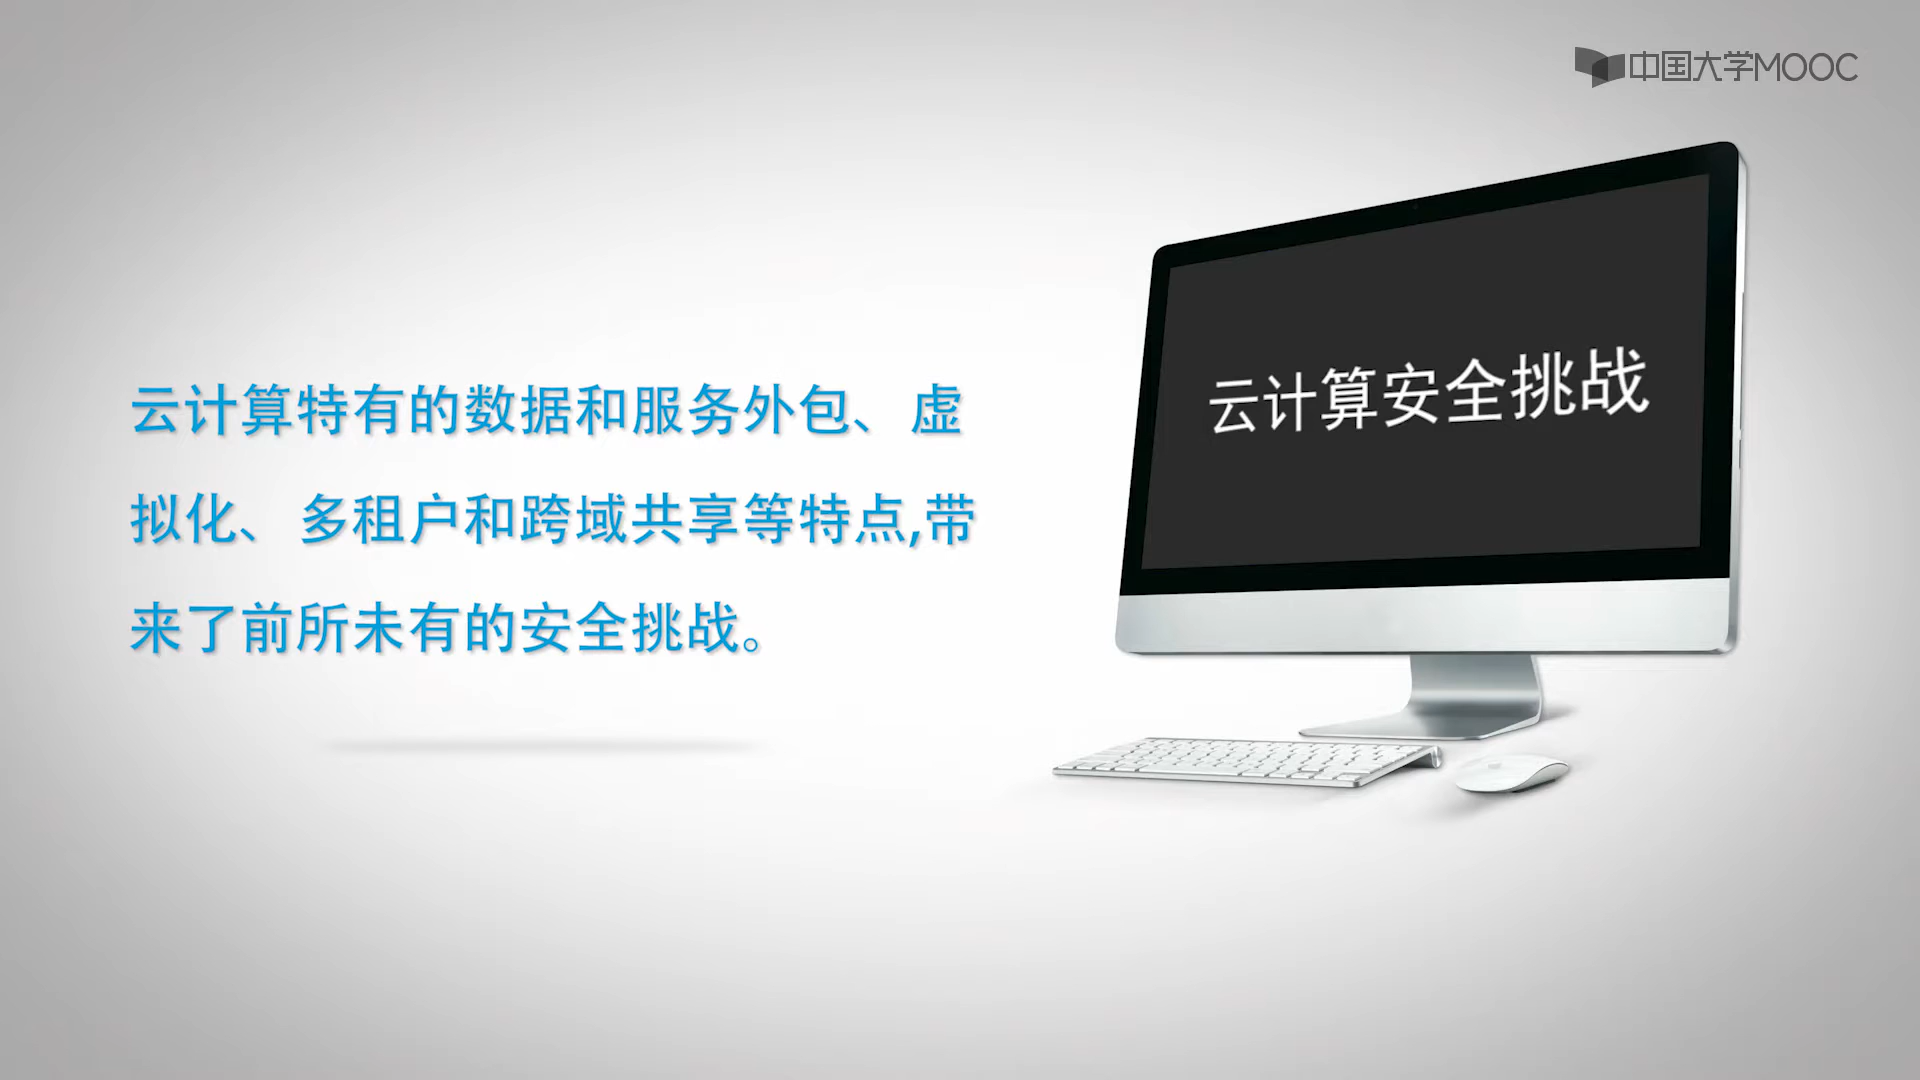 中国大学MOOC
云计算特有的数据和服务外包、虚
拟化、多租户和跨域共享等特点,带
来了前所未有的安全挑战。
云计算安全挑战